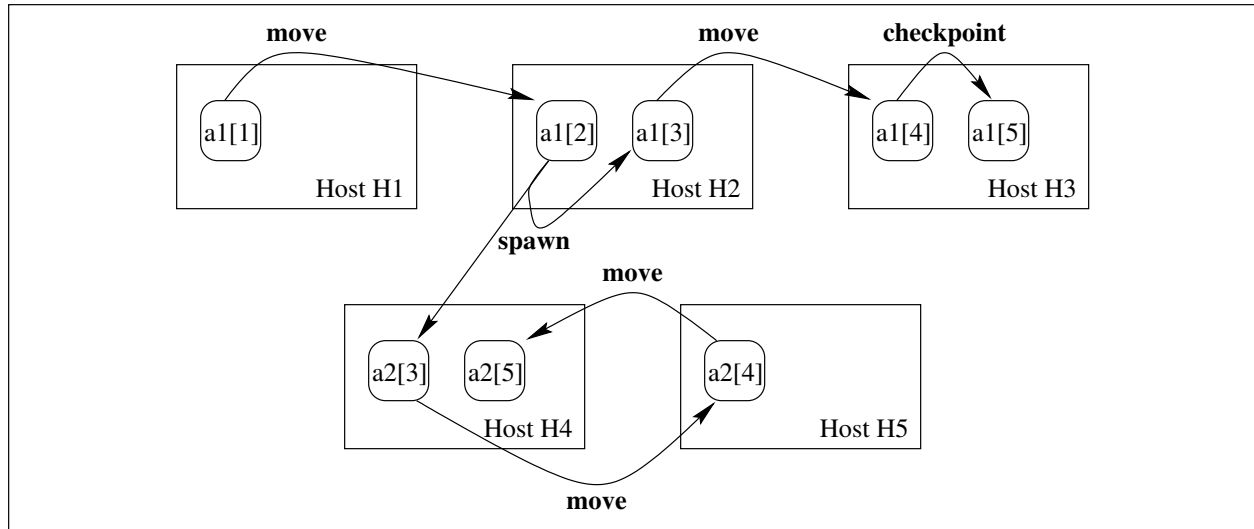 move
move
checkpoint
a1[1]
a1[2]
a1[3]
a1[4]
a1[5]
Host H1
Host H2
Host H3
spawn
move
a2[3]
a2[5]
a2[4]
Host H4
Host H5
move